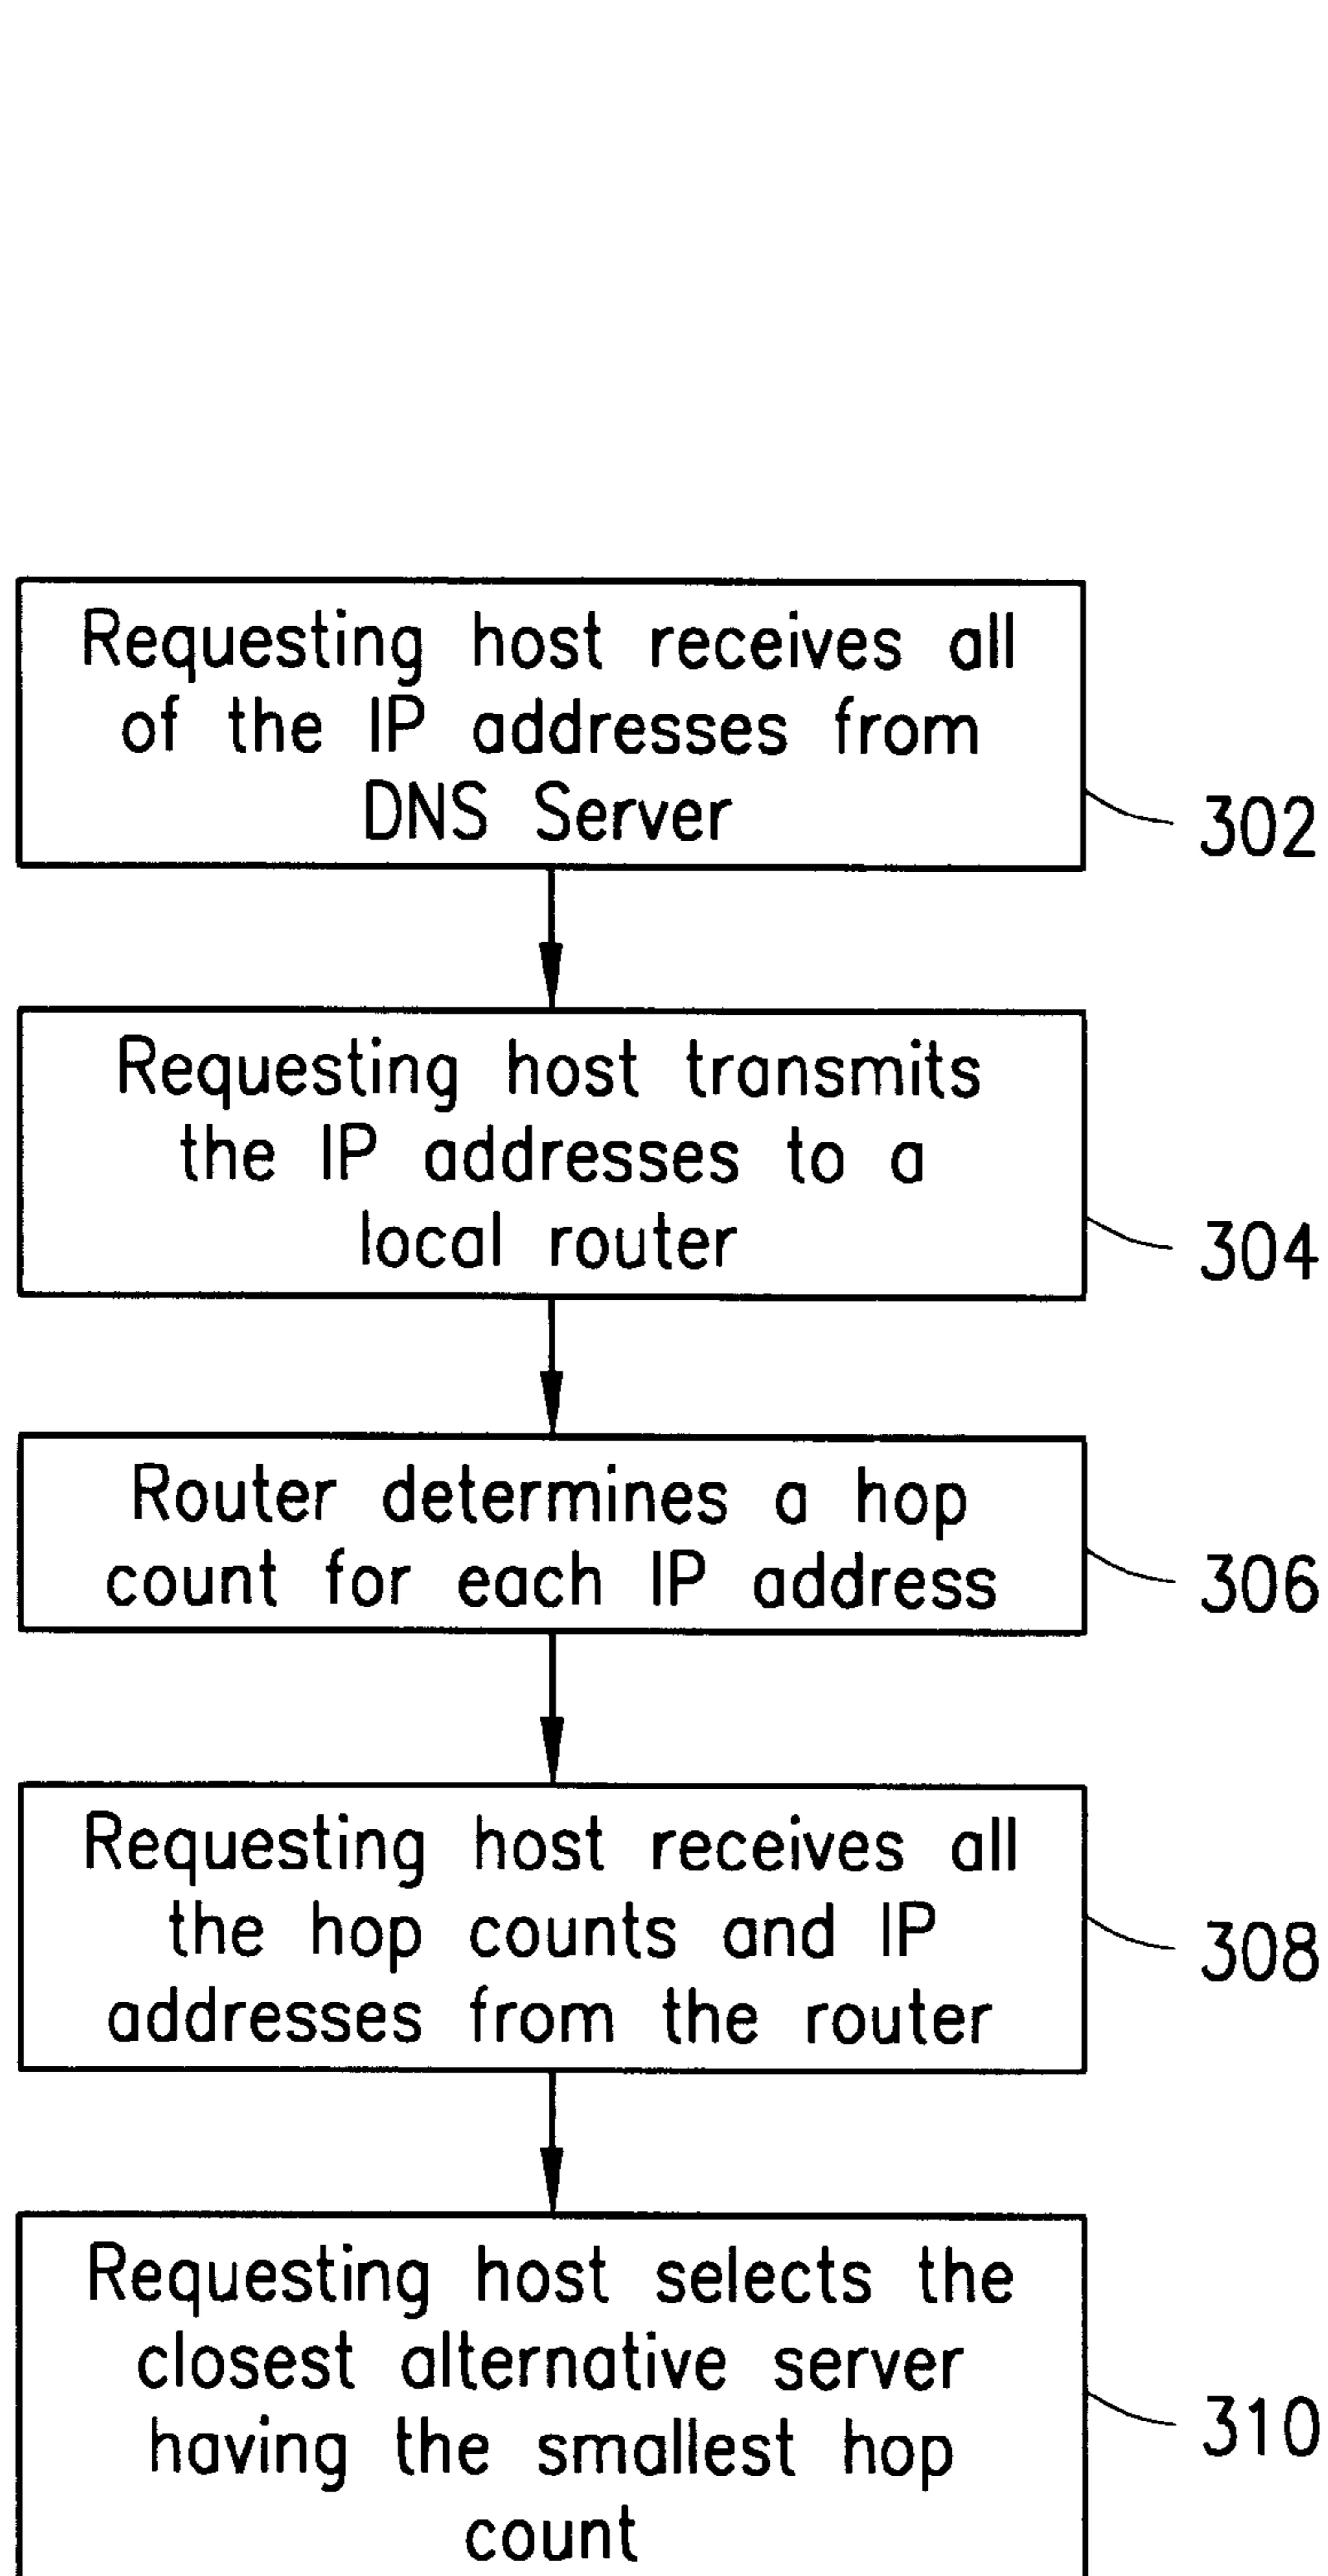 Requesting host receives all
of the IP addresses from
DNS Server
302
Requesting host transmits
the IP addresses to a
local router
304
Router determines a hop
count for each IP address
306
Requesting host receives all
the hop counts and IP
addresses from the router
308
Requesting host selects the
closest alternative server
having the smallest hop
count
310